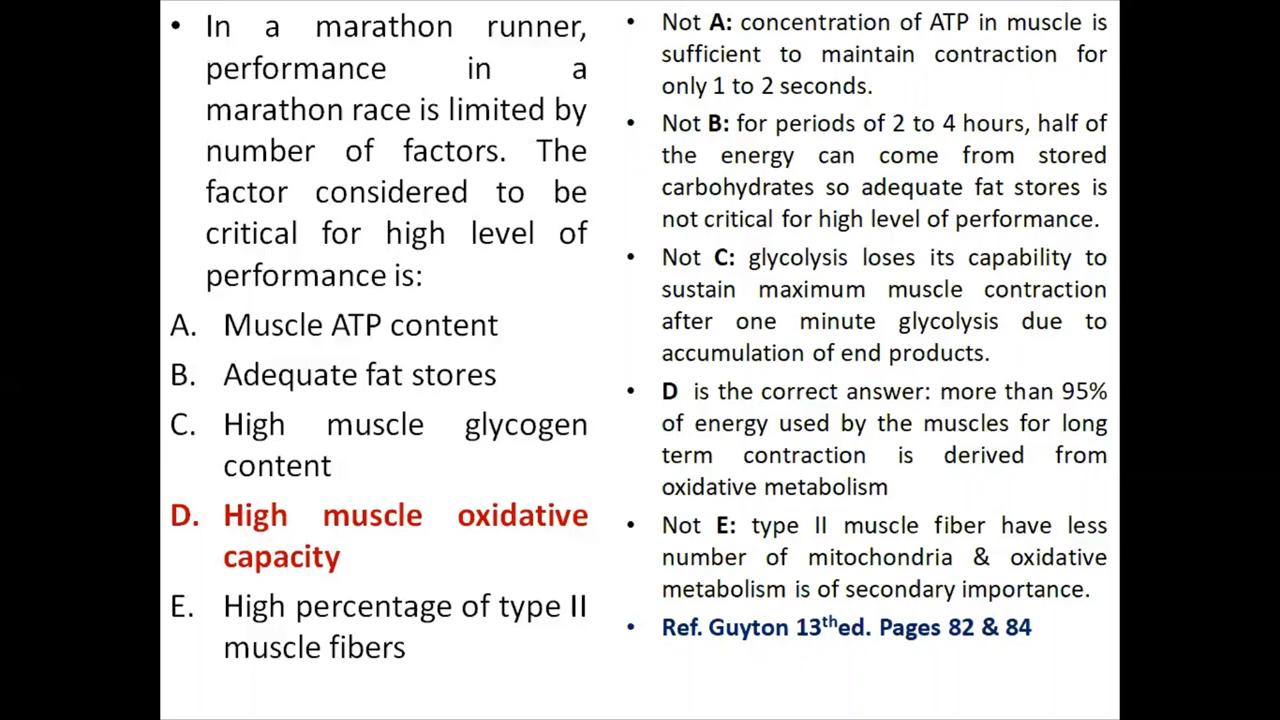 • In a marathon runner,
performance in a
marathon race is limited by
number of factors. The
factor considered to be
critical for high level of
performance is:
A. Muscle ATP content
B. Adequate fat stores
C. High muscle glycogen
content
D. High muscle oxidative
capacity
E. High percentage of type II
muscle fibers
• Not A: concentration of ATP in muscle is
sufficient to maintain contraction for
only 1 to 2 seconds.
• Not B: for periods of 2 to 4 hours, half of
the energy can come from stored
carbohydrates so adequate fat stores is
not critical for high level of performance.
• Not C: glycolysis loses its capability to
sustain maximum muscle contraction
after one minute glycolysis due to
accumulation of end products.
• D is the correct answer: more than 95%
of energy used by the muscles for long
term contraction is derived from
oxidative metabolism
• Not E: type II muscle fiber have less
number of mitochondria & oxidative
metabolism is of secondary importance.
• Ref. Guyton 13th ed. Pages 82 & 84